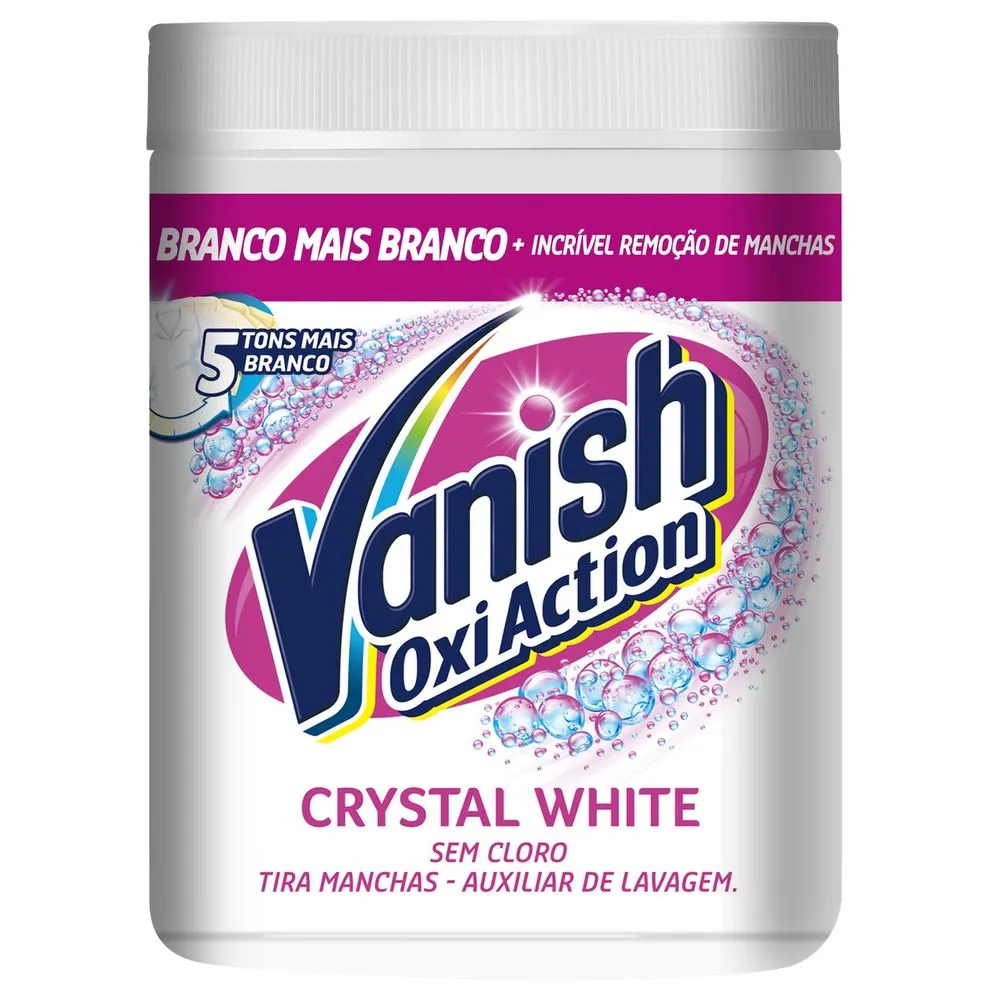 BRANCO MAIS BRANCO + INCRÍVEL REMOÇÃO DE MANCHAS
5 TONS MAIS
BRANCO
Vanish
Oxi Action
CRYSTAL WHITE
SEM CLORO
TIRA MANCHAS - AUXILIAR DE LAVAGEM.